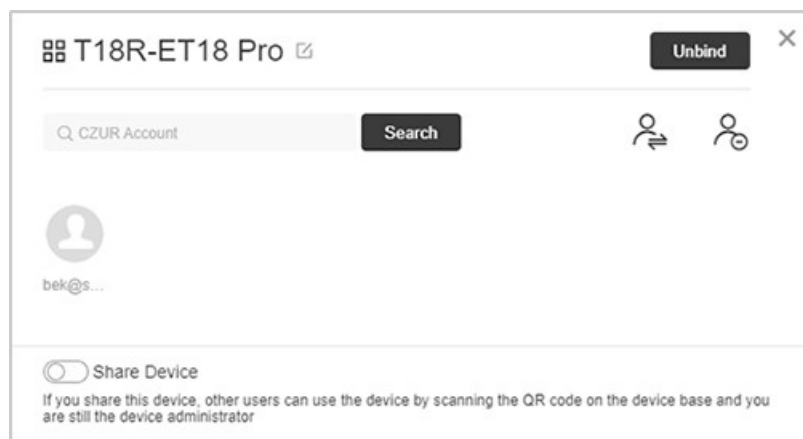 T18R-ET18 Pro
Unbind
CZUR Account
Search
bek@s...
Share Device
If you share this device, other users can use the device by scanning the QR code on the device base and you
are still the device administrator